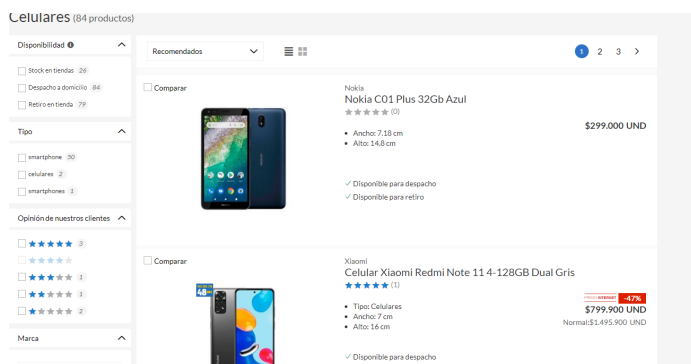 Celulares (84 productos)
Disponibilidad
Stock en tiendas 26
Despacho a domicilio 84
Retiro en tienda 79
Tipo
smartphone 50
celulares 2
smartphones 1
Opinión de nuestros clientes
3
1
1
2
Marca
Recomendados
1 2 3
Comparar
Nokia
Nokia C01 Plus 32Gb Azul
(0)
Ancho: 7.18 cm
Alto: 14.8 cm
$299.000 UND
Disponible para despacho
Disponible para retiro
Comparar
48
Xiaomi
Celular Xiaomi Redmi Note 11 4-128GB Dual Gris
(1)
Tipo: Celulares
Ancho: 7 cm
Alto: 16 cm
-47%
$799.900 UND
Normal:$1.495.900 UND
Disponible para despacho